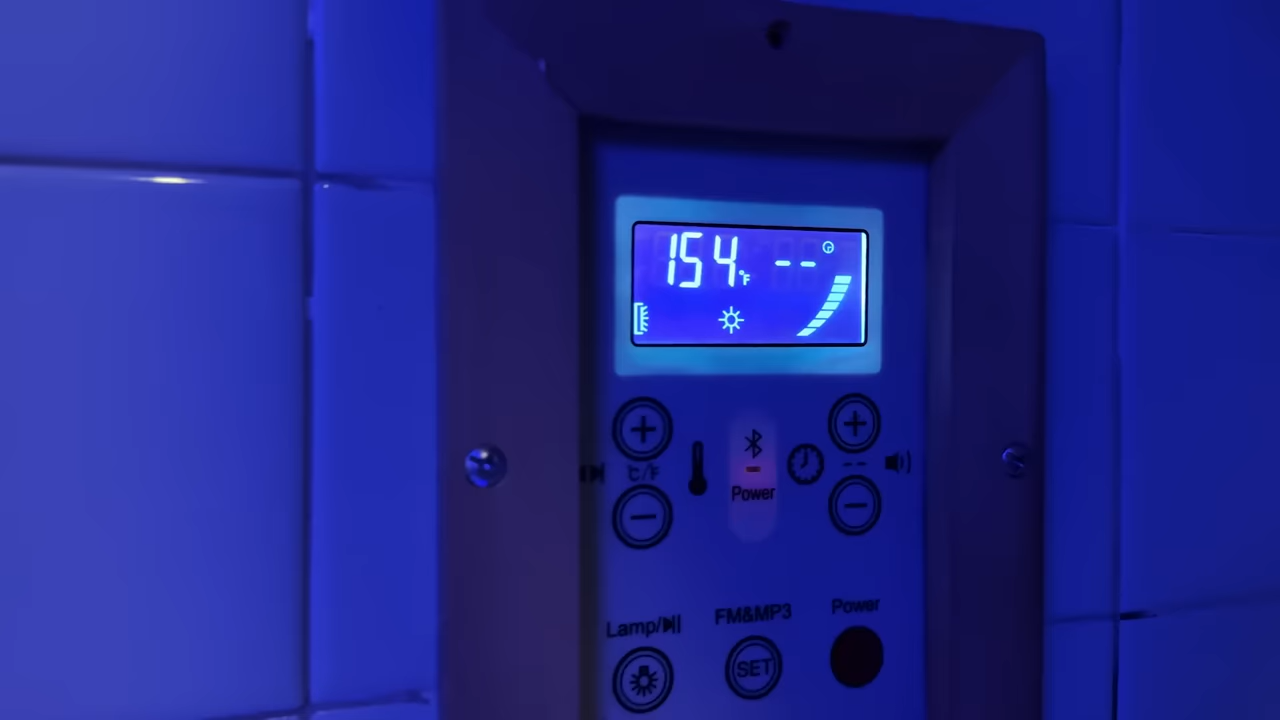 154°F --
℃/F
Power
--
Lamp/
FM&MP3
Power
SET